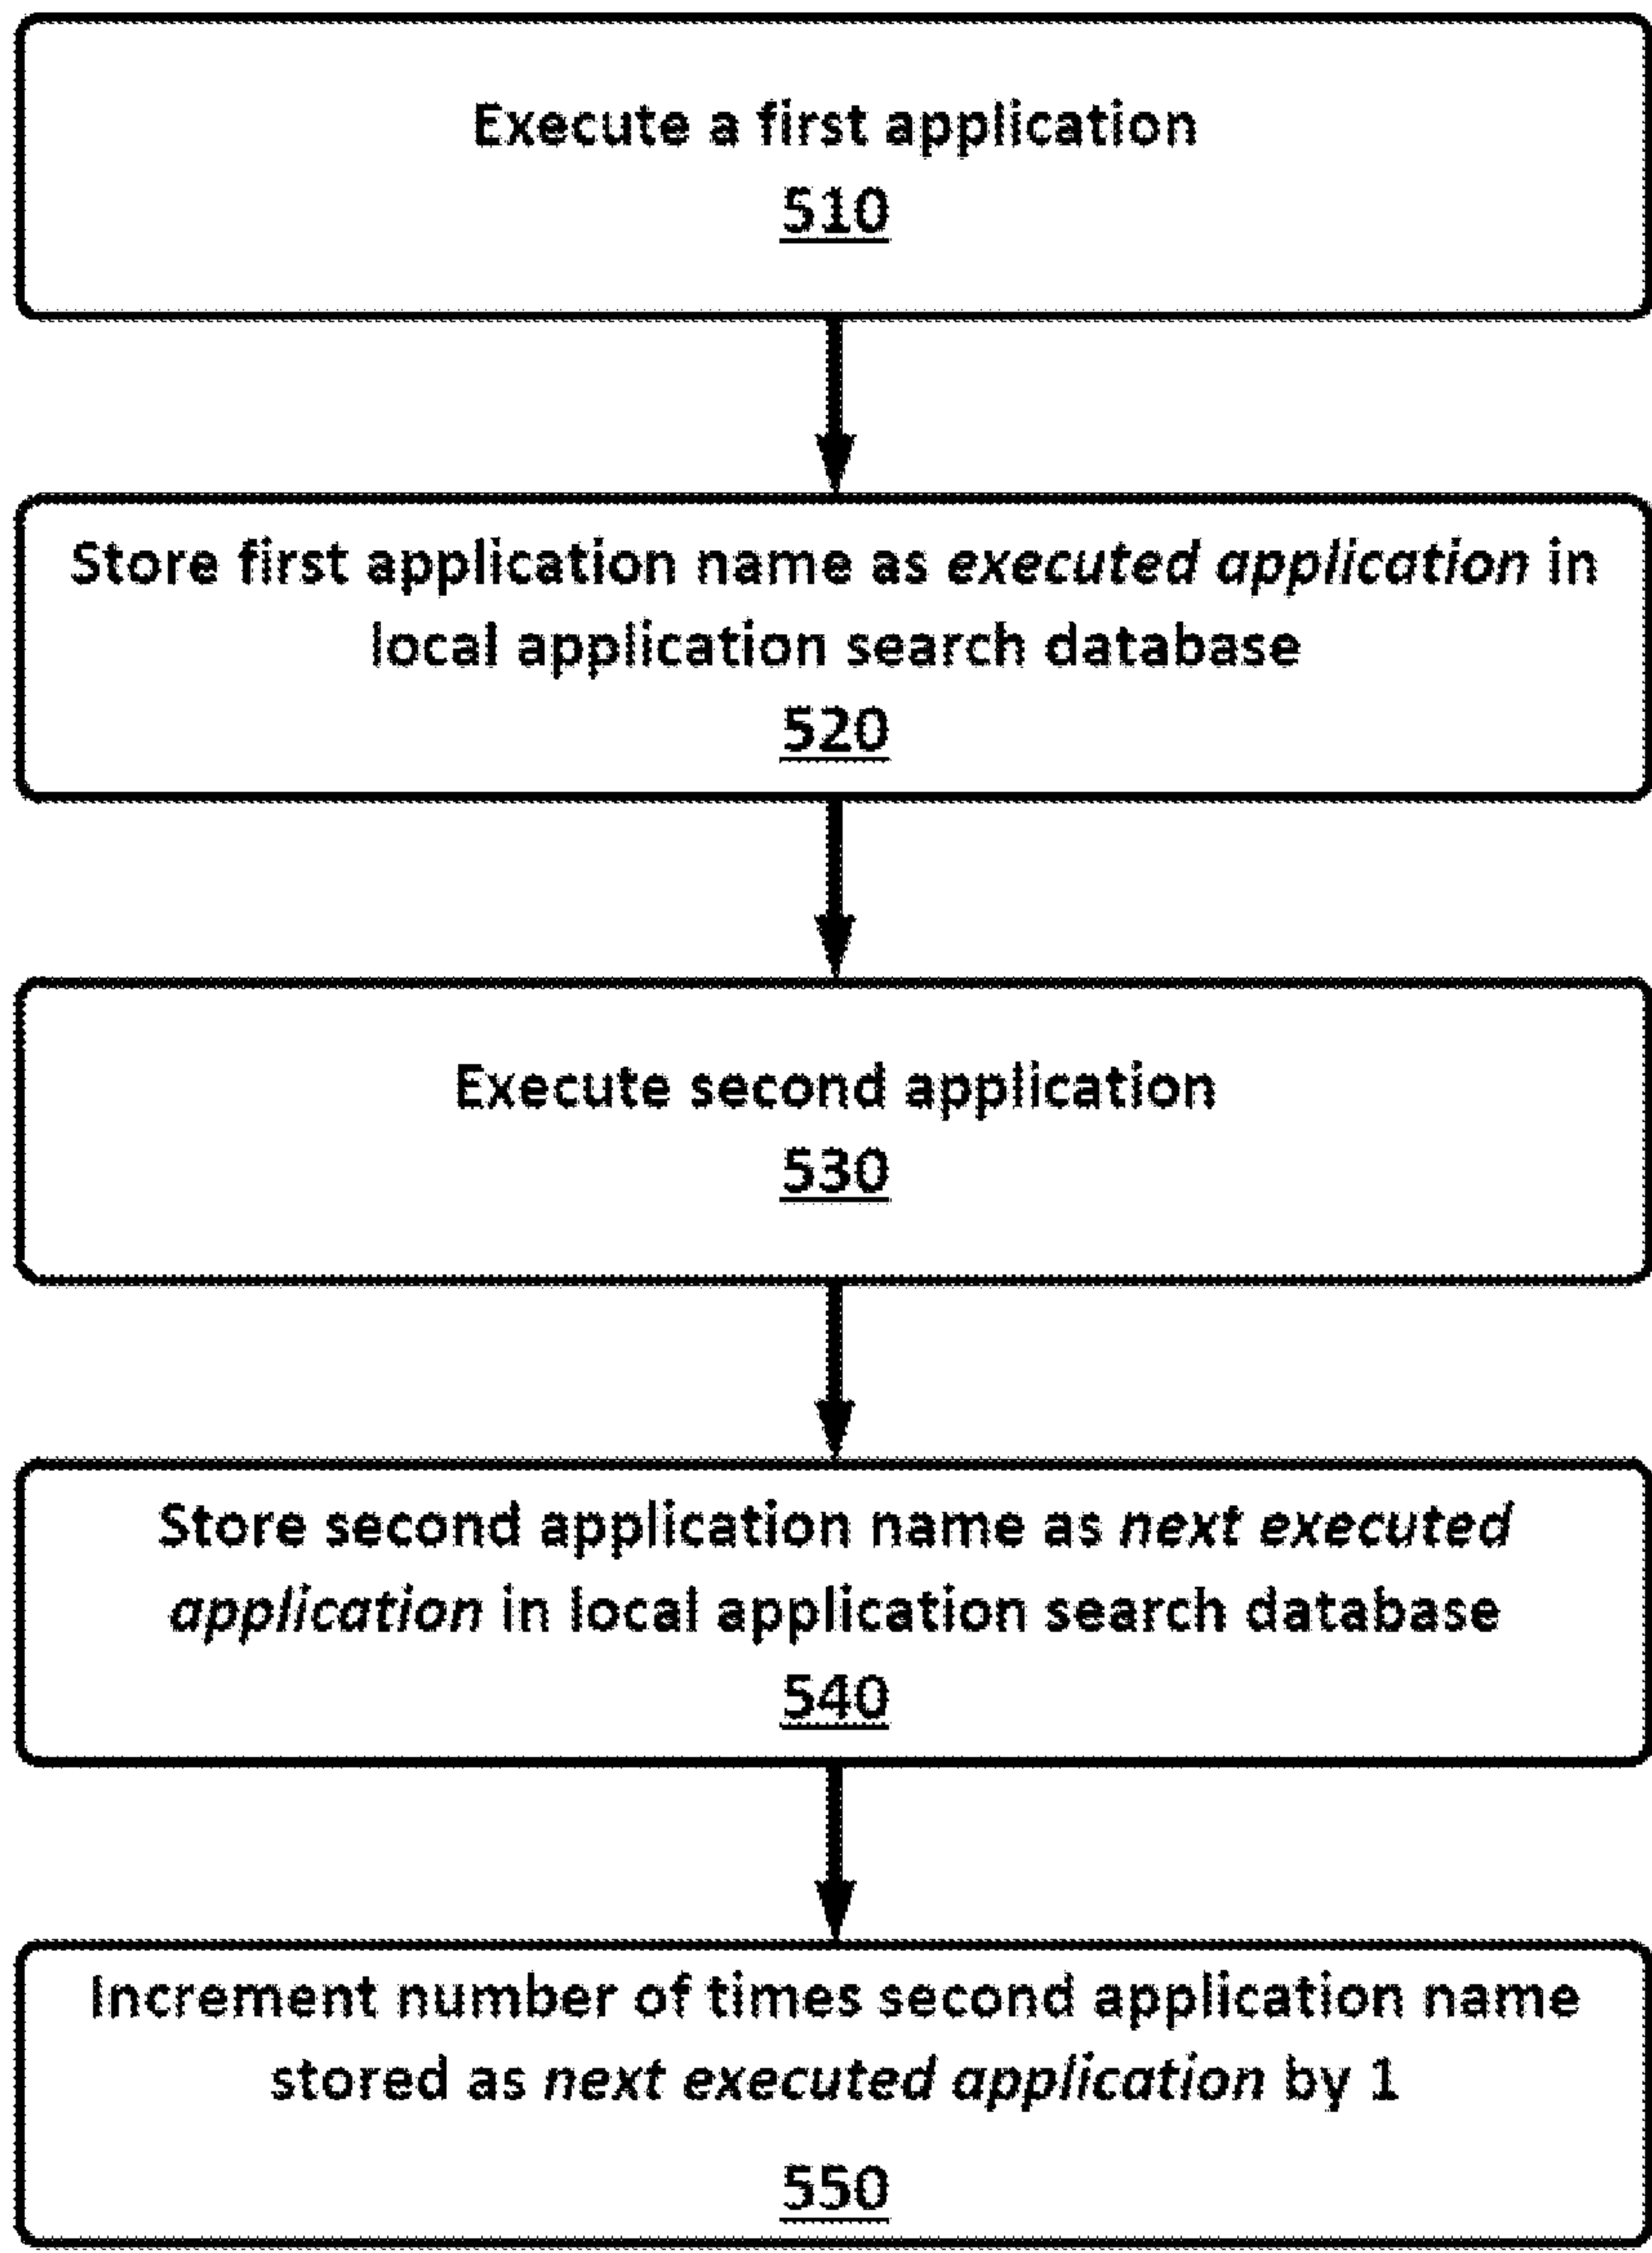 Execute a first application
510
Store first application name as executed application in
local application search database
520
Execute second application
530
Store second application name as next executed
application in local application search database
540
Increment number of times second application name
stored as next executed application by 1
550